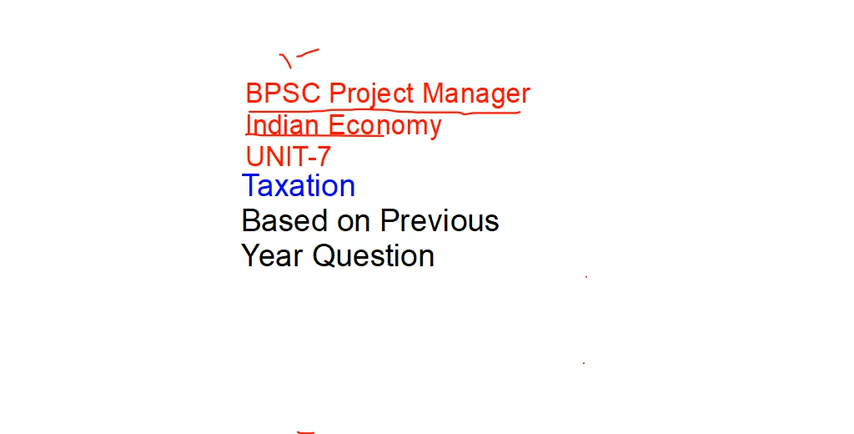 BPSC Project Manager
Indian Economy
UNIT-7
Taxation
Based on Previous
Year Question